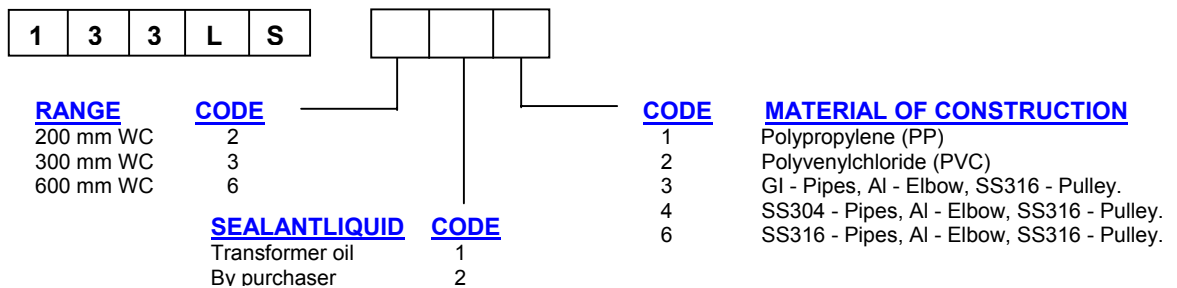 1 3 3 L S
RANGE CODE CODE MATERIAL OF CONSTRUCTION
200 mm WC 2 1 Polypropylene (PP)
300 mm WC 3 2 Polyvenylchloride (PVC)
600 mm WC 6 3 GI - Pipes, Al - Elbow, SS316 - Pulley.
4 SS304 - Pipes, Al - Elbow, SS316 - Pulley.
SEALANTLIQUID CODE 6 SS316 - Pipes, Al - Elbow, SS316 - Pulley.
Transformer oil 1
By purchaser 2